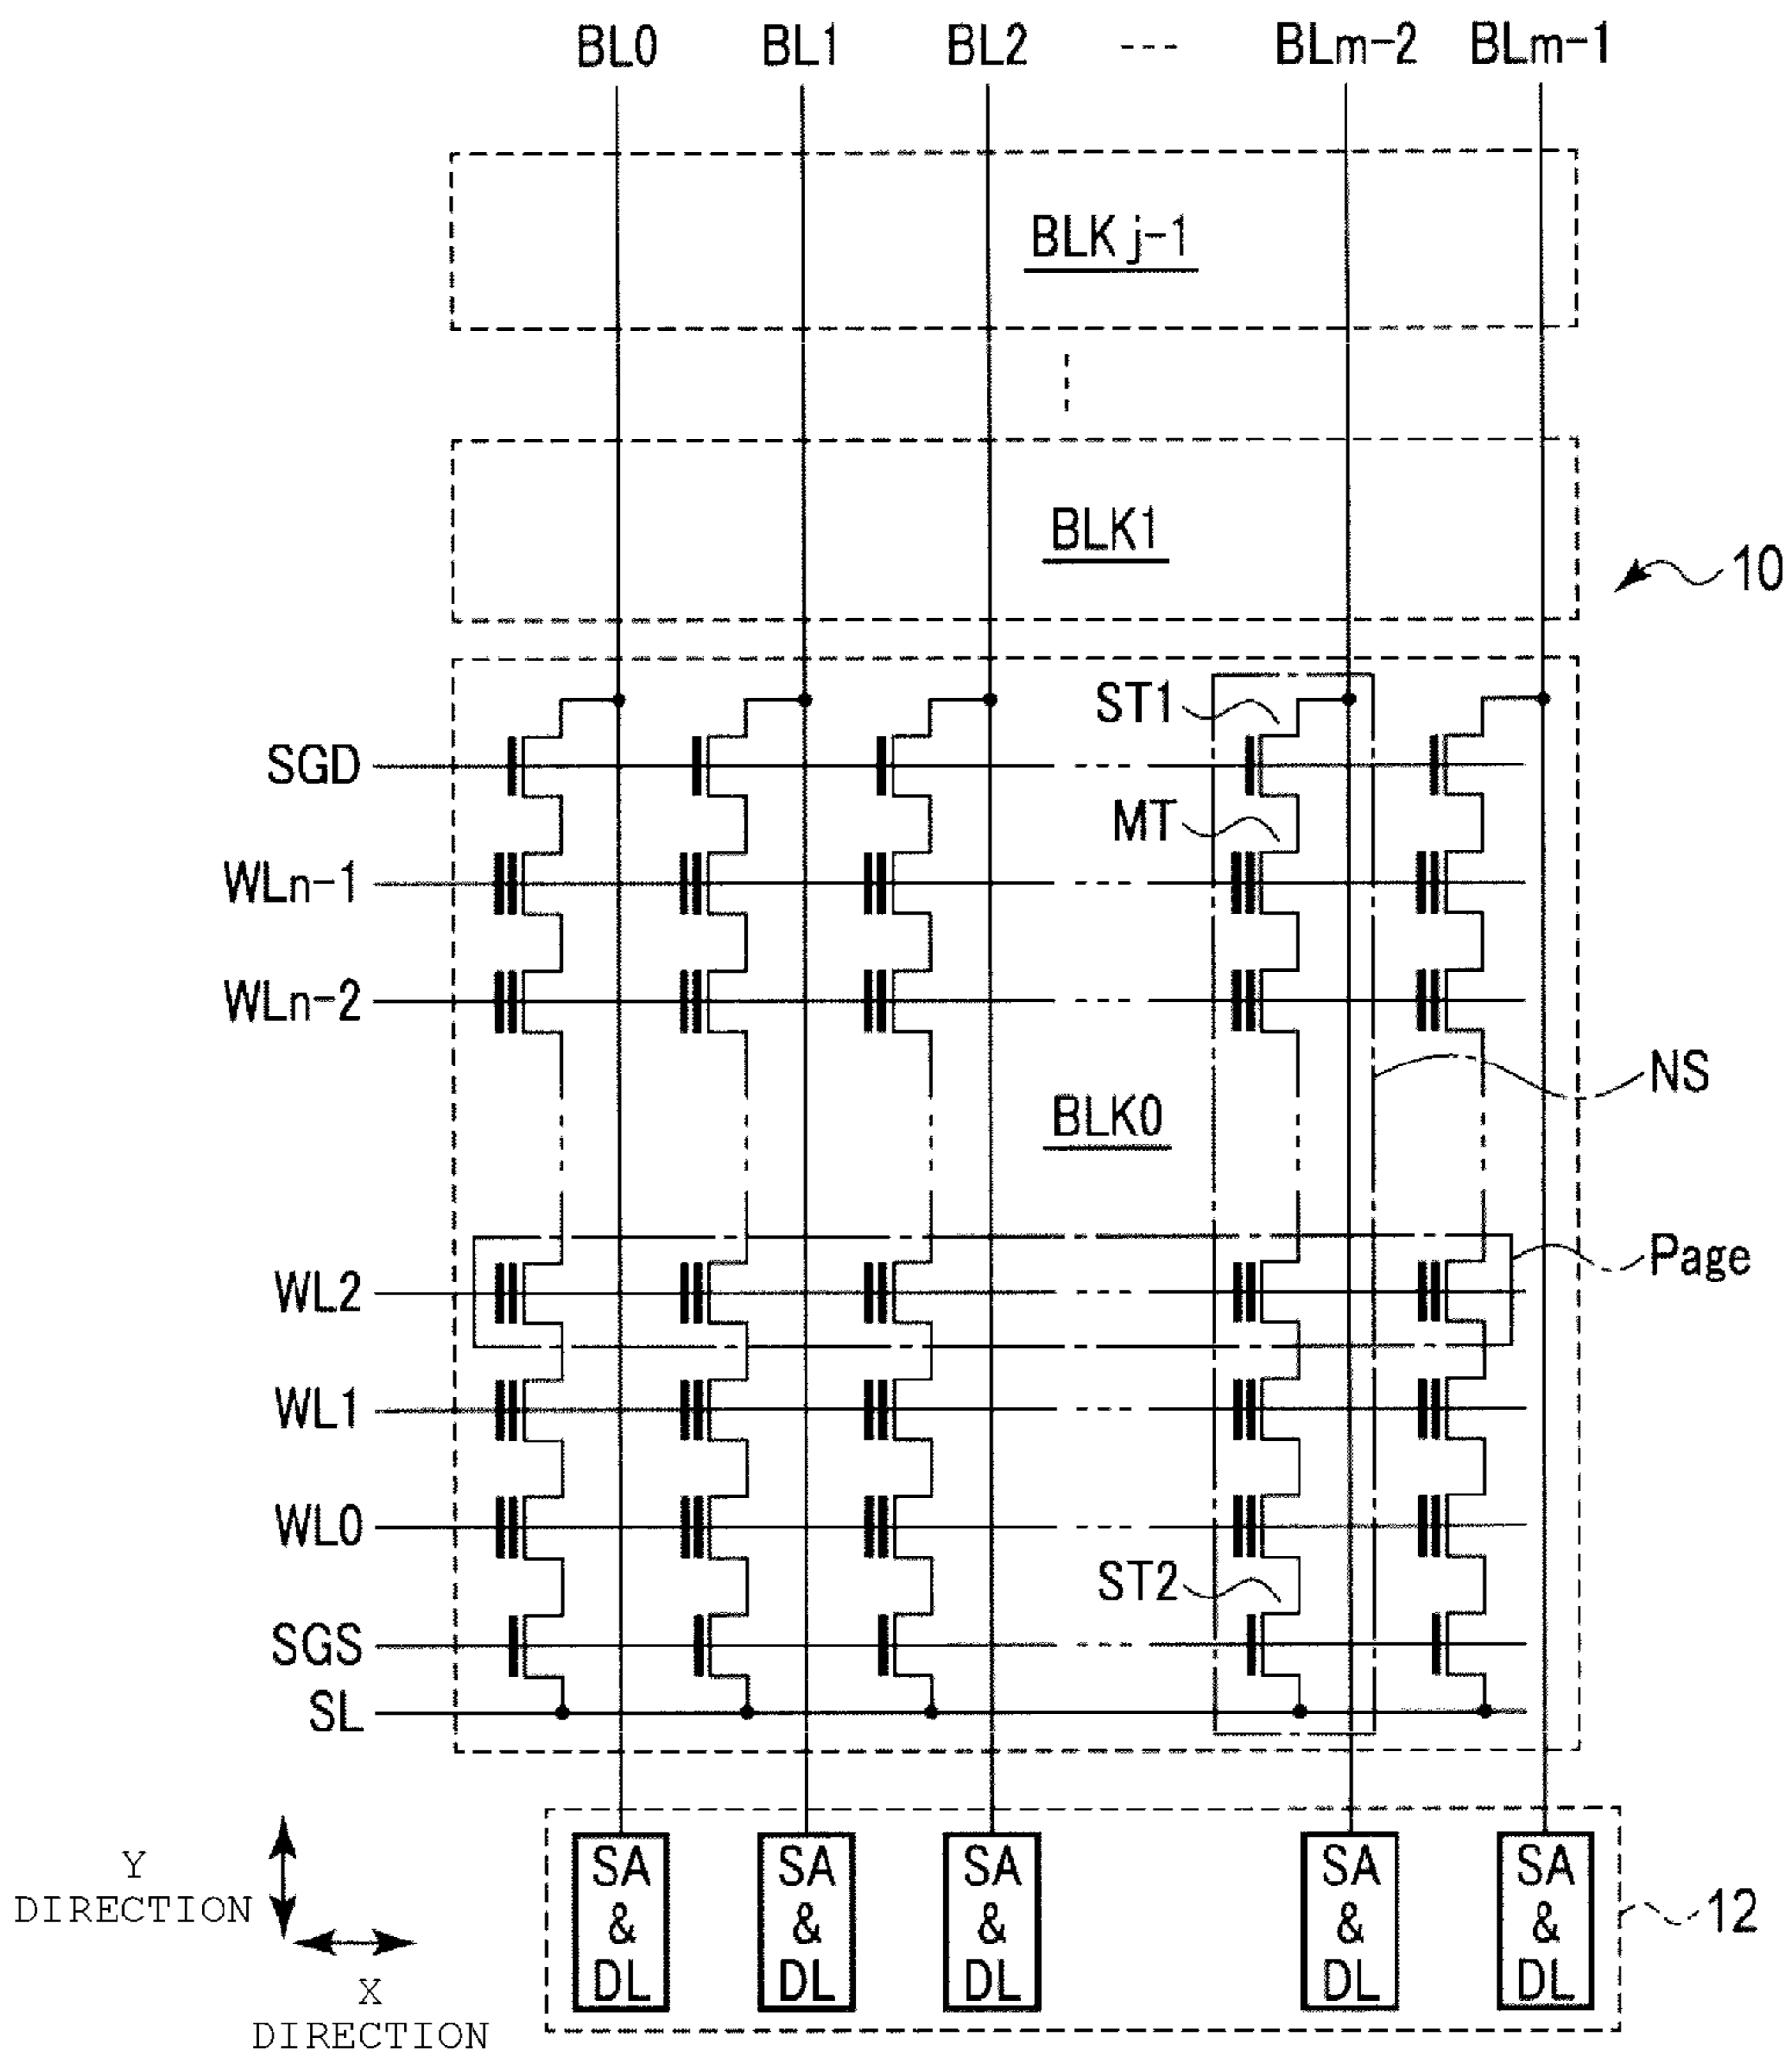 BL0 BL1 BL2 ---- BLm-2 BLm-1
BLK j-1
BLK1
10
ST1
SGD
MT
WLn-1
WLn-2
NS
BLK0
Page
WL2
WL1
WL0
ST2
SGS
SL
Y
DIRECTION
X
DIRECTION
SA & DL
SA & DL
SA & DL
SA & DL
SA & DL
12